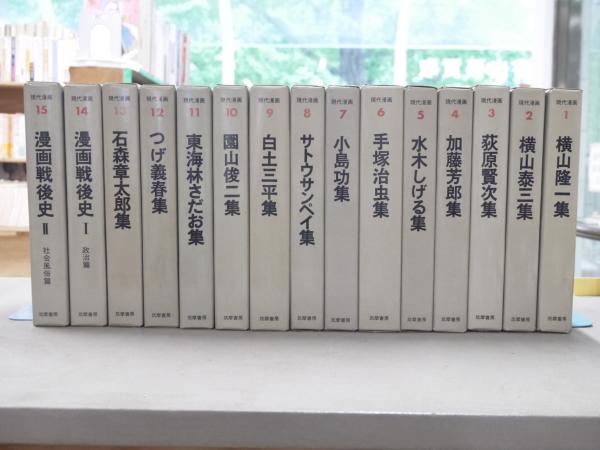 現代漫画
15
漫画戦後史 II
社会風俗篇
筑摩書房
現代漫画
14
漫画戦後史 I
政治篇
筑摩書房
現代漫画
13
石森章太郎集
筑摩書房
現代漫画
12
つげ義春集
筑摩書房
現代漫画
11
東海林さだお集
筑摩書房
現代漫画
10
園山俊二集
筑摩書房
現代漫画
9
白土三平集
筑摩書房
現代漫画
8
サトウサンペイ集
筑摩書房
現代漫画
7
小島功集
筑摩書房
現代漫画
6
手塚治虫集
筑摩書房
現代漫画
5
水木しげる集
筑摩書房
現代漫画
4
加藤芳郎集
筑摩書房
現代漫画
3
荻原賢次集
筑摩書房
現代漫画
2
横山泰三集
筑摩書房
現代漫画
1
横山隆一集
筑摩書房